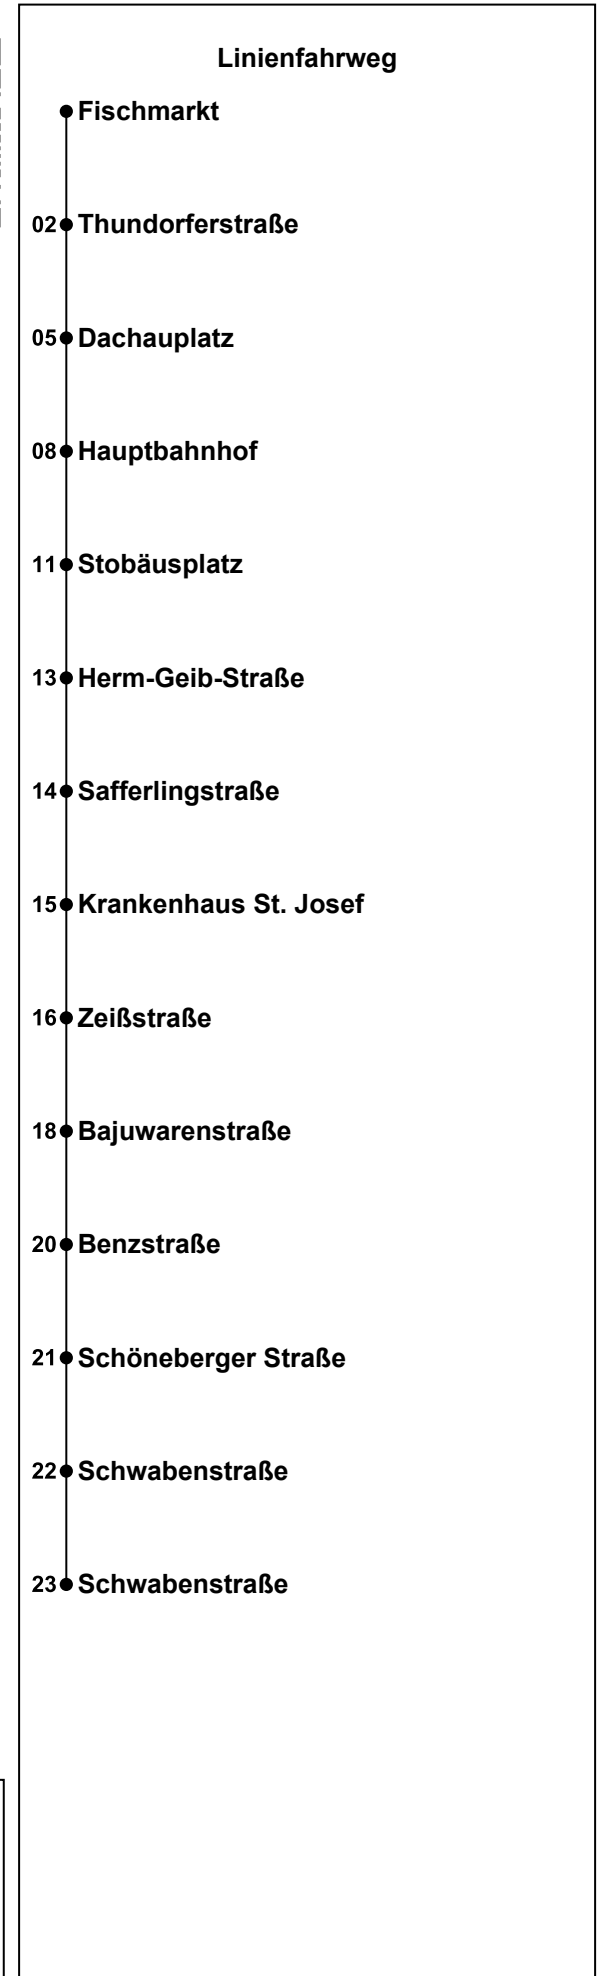 Linienfahrweg
Fischmarkt
02 Thundorferstraße
05 Dachauplatz
08 Hauptbahnhof
11 Stobäusplatz
13 Herm-Geib-Straße
14 Safferlingstraße
15 Krankenhaus St. Josef
16 Zeißstraße
18 Bajuwarenstraße
20 Benzstraße
21 Schöneberger Straße
22 Schwabenstraße
23 Schwabenstraße